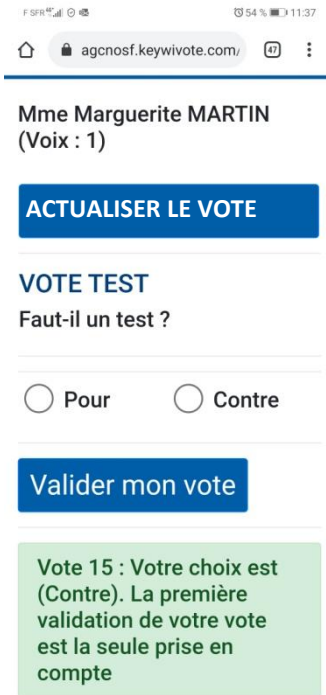 F SFR 54 % 11:37
agcnosf.keywivote.com/ 47
Mme Marguerite MARTIN
(Voix : 1)
ACTUALISER LE VOTE
VOTE TEST
Faut-il un test ?
Pour Contre
Valider mon vote
Vote 15 : Votre choix est
(Contre). La première
validation de votre vote
est la seule prise en
compte